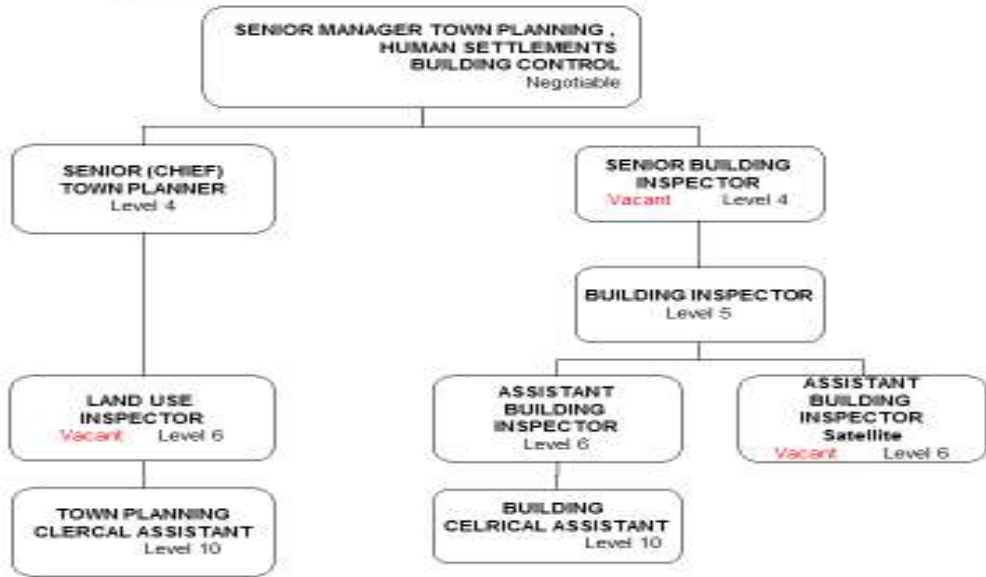 SENIOR MANAGER TOWN PLANNING ,
HUMAN SETTLEMENTS
BUILDING CONTROL
Negotiable
SENIOR (CHIEF)
TOWN PLANNER
Level 4
SENIOR BUILDING
INSPECTOR
Vacant Level 4
BUILDING INSPECTOR
Level 5
LAND USE
INSPECTOR
Vacant Level 6
ASSISTANT
BUILDING
INSPECTOR
Level 6
ASSISTANT
BUILDING
INSPECTOR
Satellite
Vacant Level 6
TOWN PLANNING
CLERCAL ASSISTANT
Level 10
BUILDING
CELRICAL ASSISTANT
Level 10